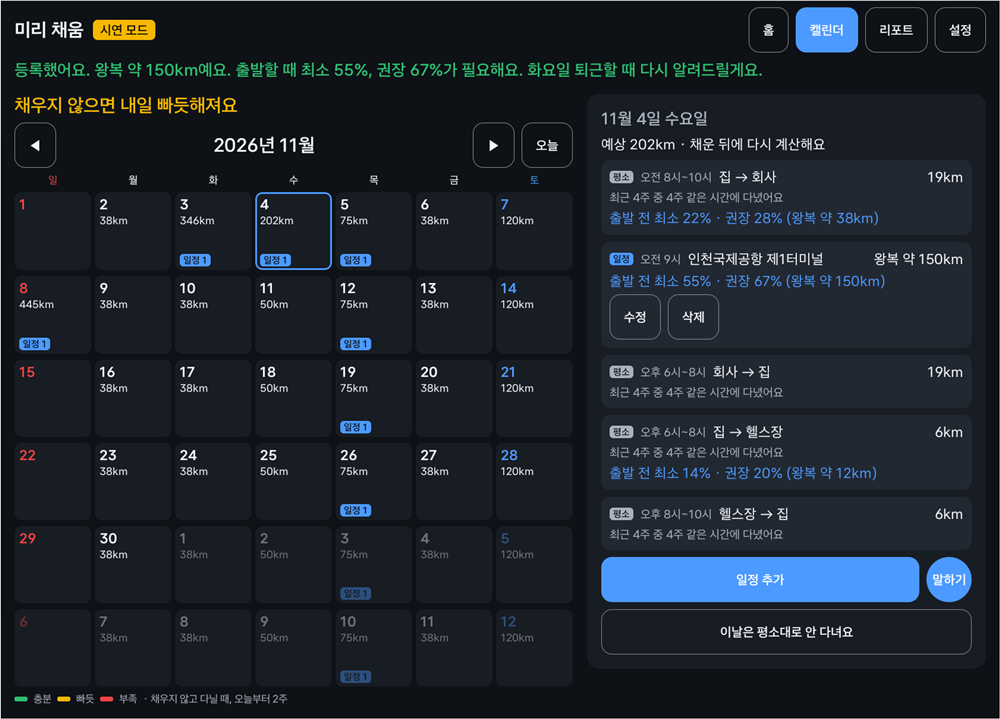 미리 채움 시연 모드 홈 캘린더 리포트 설정
등록했어요. 왕복 약 150km예요. 출발할 때 최소 55%, 권장 67%가 필요해요. 화요일 퇴근할 때 다시 알려드릴게요.
채우지 않으면 내일 빠듯해져요
◀ 2026년 11월 ▶ 오늘
일 월 화 수 목 금 토
1 2 3 4 5 6 7
38km 346km 202km 75km 38km 120km
일정 1 일정 1 일정 1
8 9 10 11 12 13 14
445km 38km 38km 50km 75km 38km 120km
일정 1 일정 1
15 16 17 18 19 20 21
38km 38km 50km 75km 38km 120km
일정 1
22 23 24 25 26 27 28
38km 38km 50km 75km 38km 120km
일정 1
29 30 1 2 3 4 5
38km 38km 50km 75km 38km 120km
일정 1
6 7 8 9 10 11 12
38km 38km 50km 75km 38km 120km
일정 1
충분 빠듯 부족 · 채우지 않고 다닐 때, 오늘부터 2주
11월 4일 수요일
예상 202km · 채운 뒤에 다시 계산해요
평소 오전 8시~10시 집 → 회사 19km
최근 4주 중 4주 같은 시간에 다녔어요
출발 전 최소 22% · 권장 28% (왕복 약 38km)
일정 오전 9시 인천국제공항 제1터미널 왕복 약 150km
출발 전 최소 55% · 권장 67% (왕복 약 150km)
수정 삭제
평소 오후 6시~8시 회사 → 집 19km
최근 4주 중 4주 같은 시간에 다녔어요
평소 오후 6시~8시 집 → 헬스장 6km
최근 4주 중 4주 같은 시간에 다녔어요
출발 전 최소 14% · 권장 20% (왕복 약 12km)
평소 오후 8시~10시 헬스장 → 집 6km
최근 4주 중 4주 같은 시간에 다녔어요
일정 추가 말하기
이날은 평소대로 안 다녀요